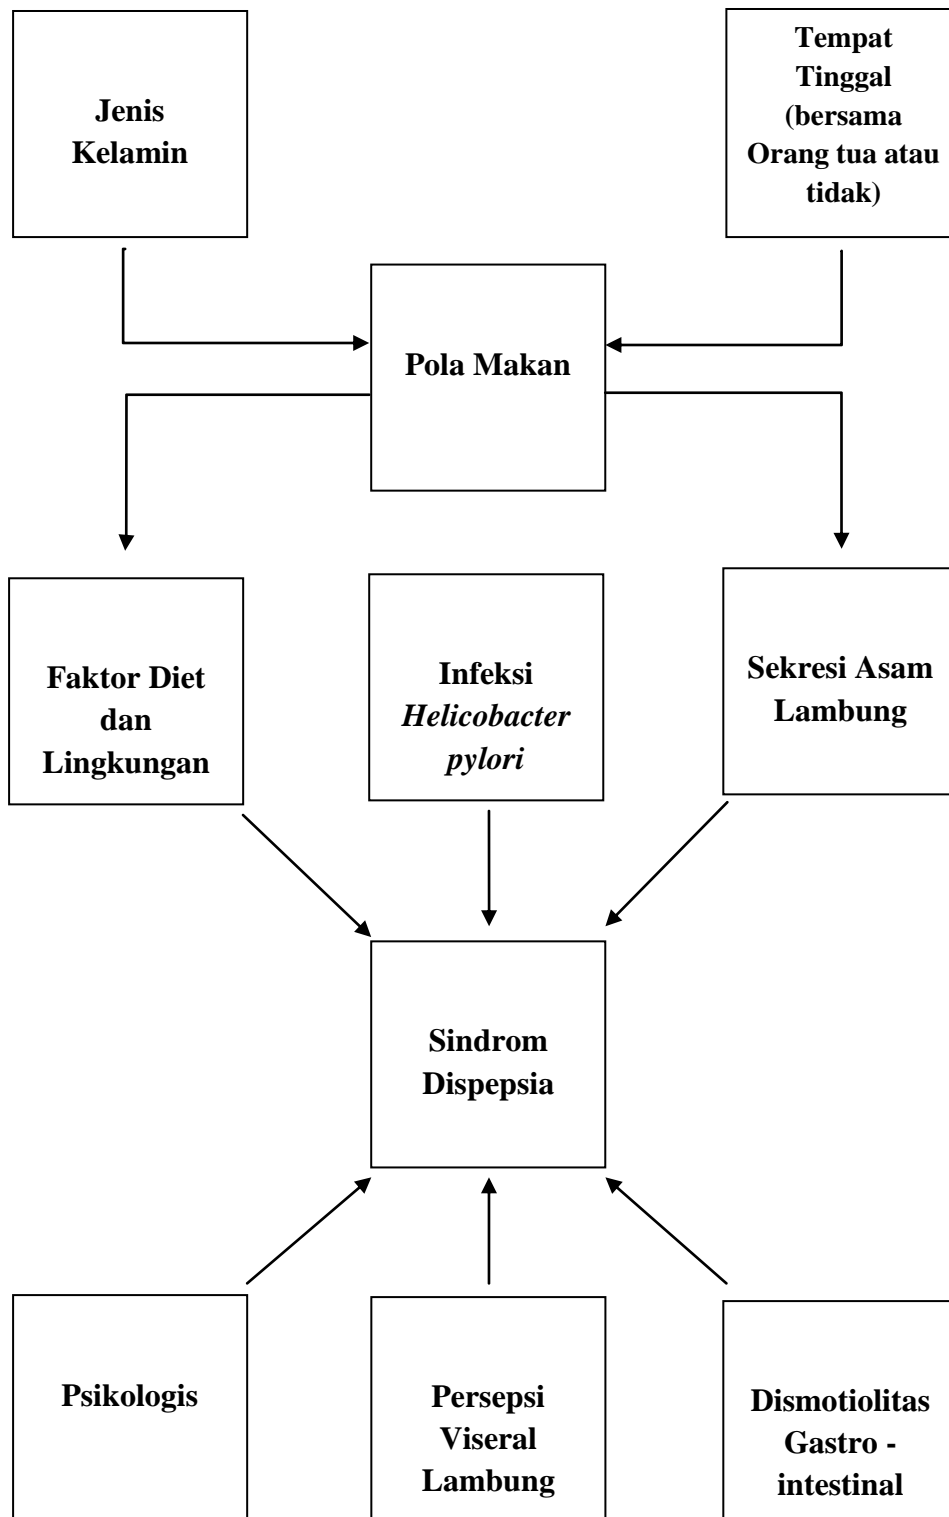 Jenis
Kelamin
Tempat
Tinggal
(bersama
Orang tua atau
tidak)
Pola Makan
Faktor Diet
dan
Lingkungan
Infeksi
Helicobacter
pylori
Sekresi Asam
Lambung
Sindrom
Dispepsia
Psikologis
Persepsi
Viseral
Lambung
Dismotiolitas
Gastro -
intestinal